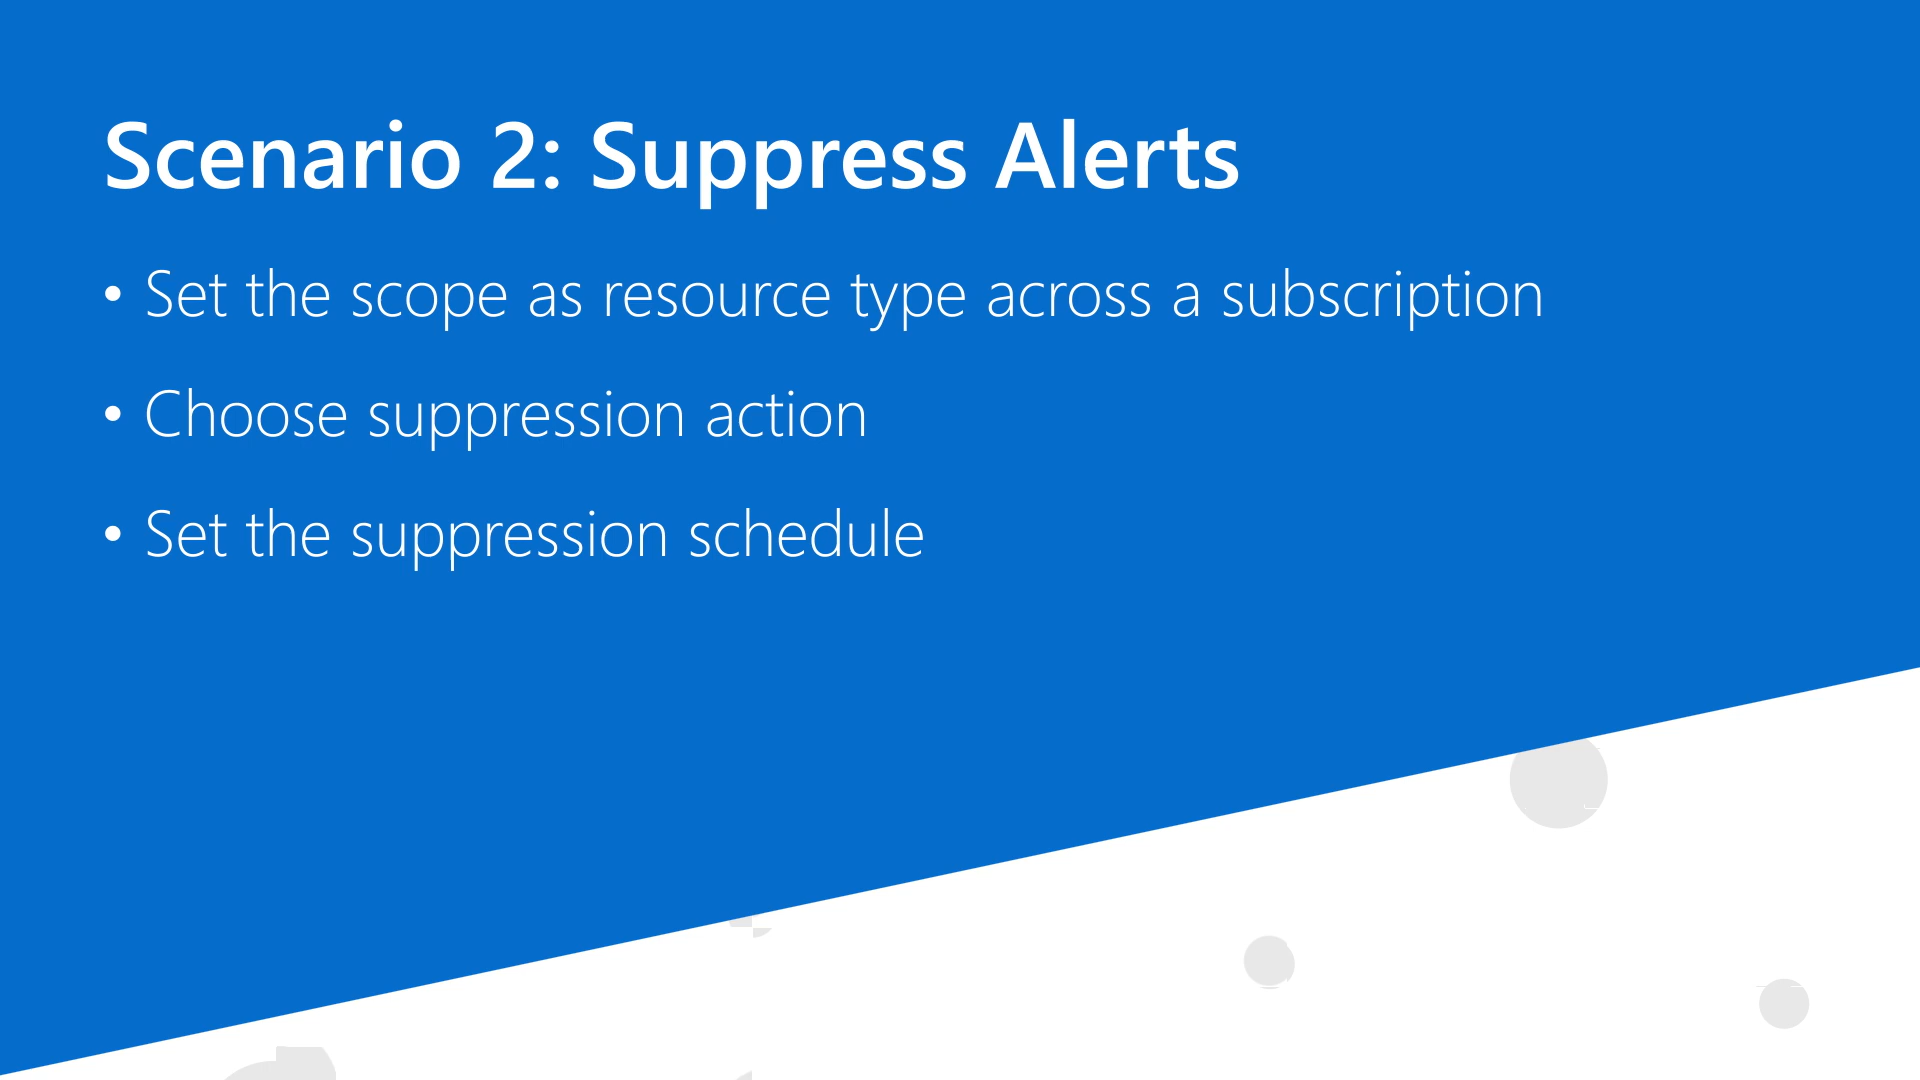 Scenario 2: Suppress Alerts
• Set the scope as resource type across a subscription
• Choose suppression action
• Set the suppression schedule